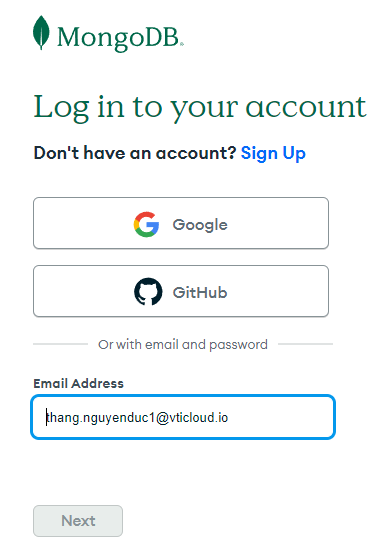 MongoDB.
Log in to your account
Don't have an account? Sign Up
Google
GitHub
Or with email and password
Email Address
thang.nguyenduc1@vticloud.io
Next